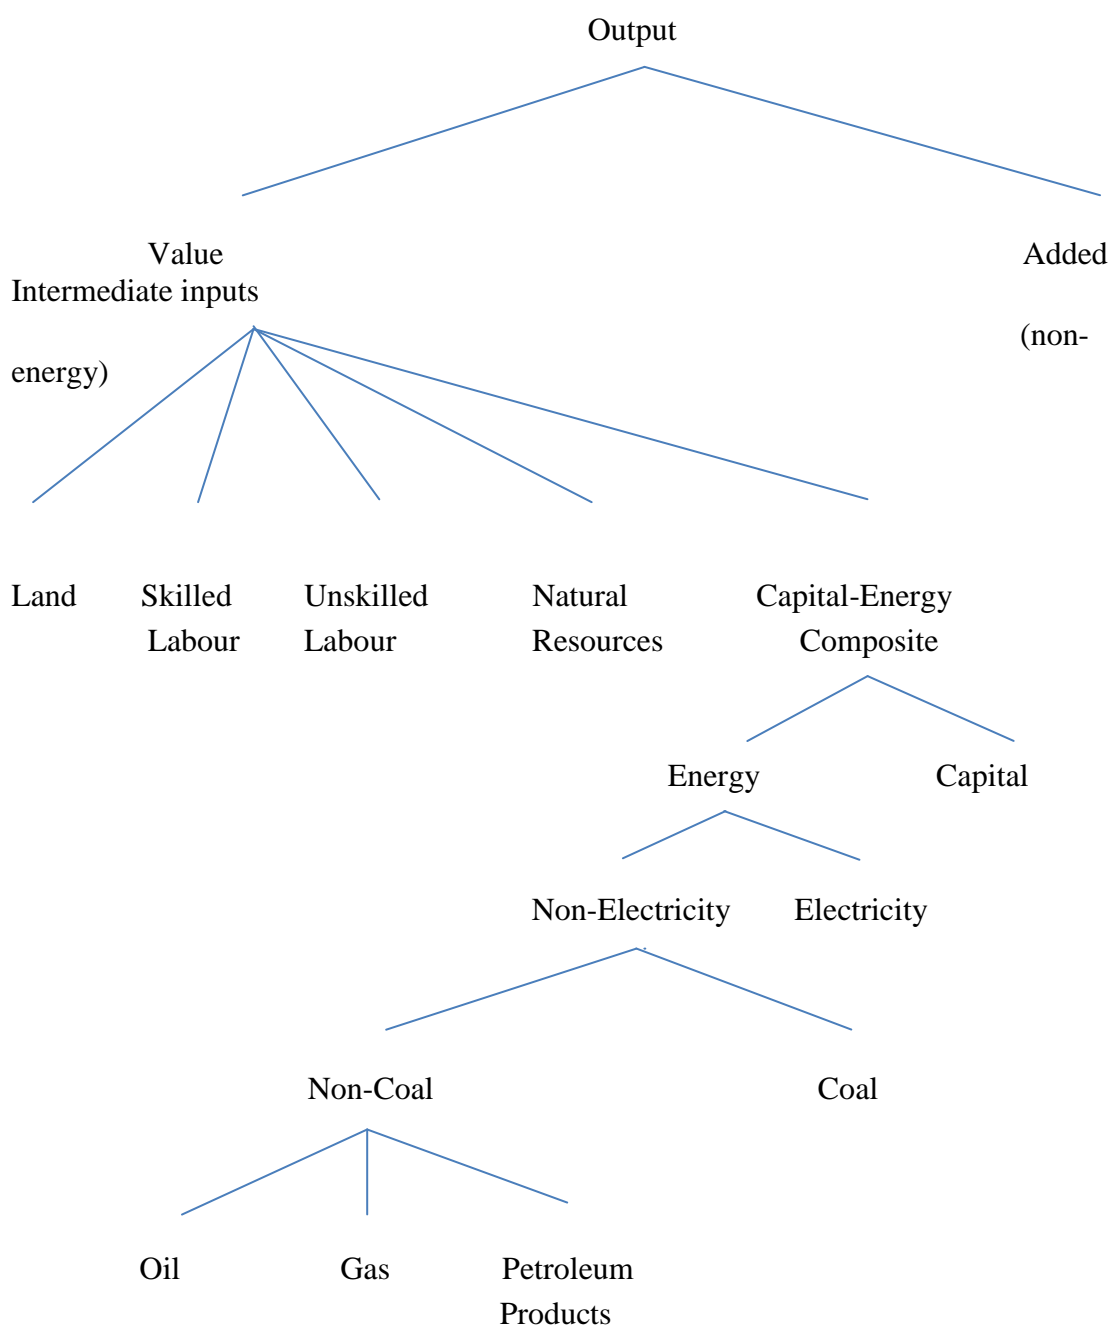 Output
Value Added
Intermediate inputs
(non-
energy)
Land Skilled Unskilled Natural Capital-Energy
Labour Labour Resources Composite
Energy Capital
Non-Electricity Electricity
Non-Coal Coal
Oil Gas Petroleum
Products